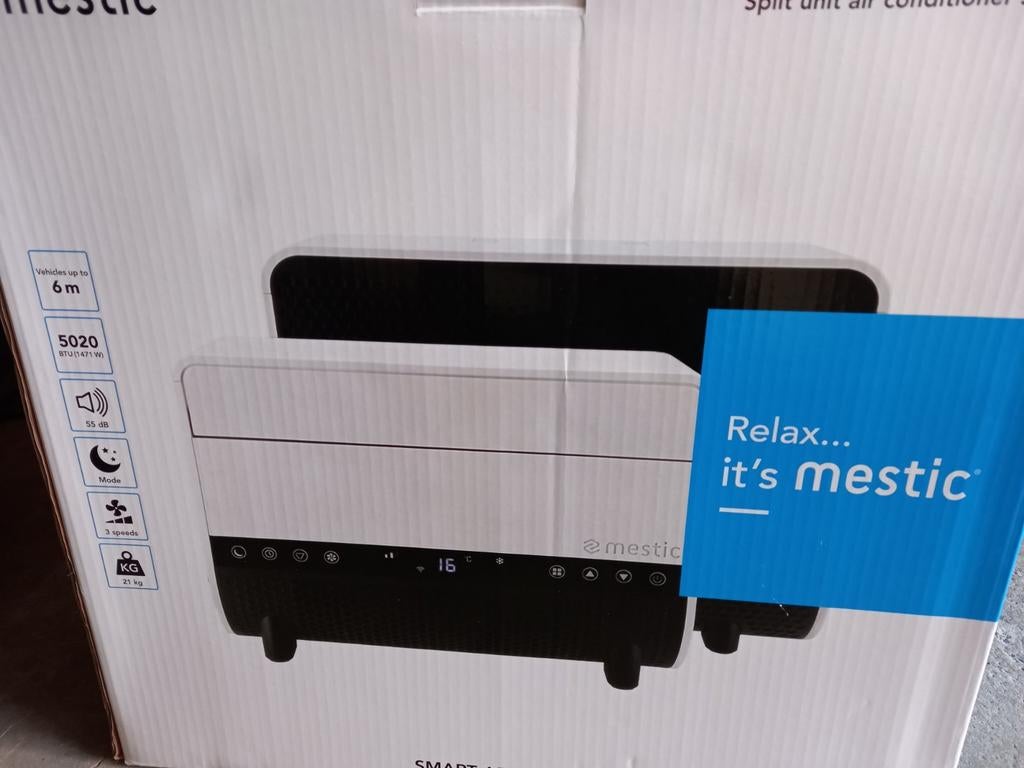 mestic
Split unit air conditioner
Vehicles up to
6 m
5020
BTU (1471 W)
55 dB
Mode
3 speeds
KG
21 kg
Relax...
it's mestic®
mestic
16 °C
SMART